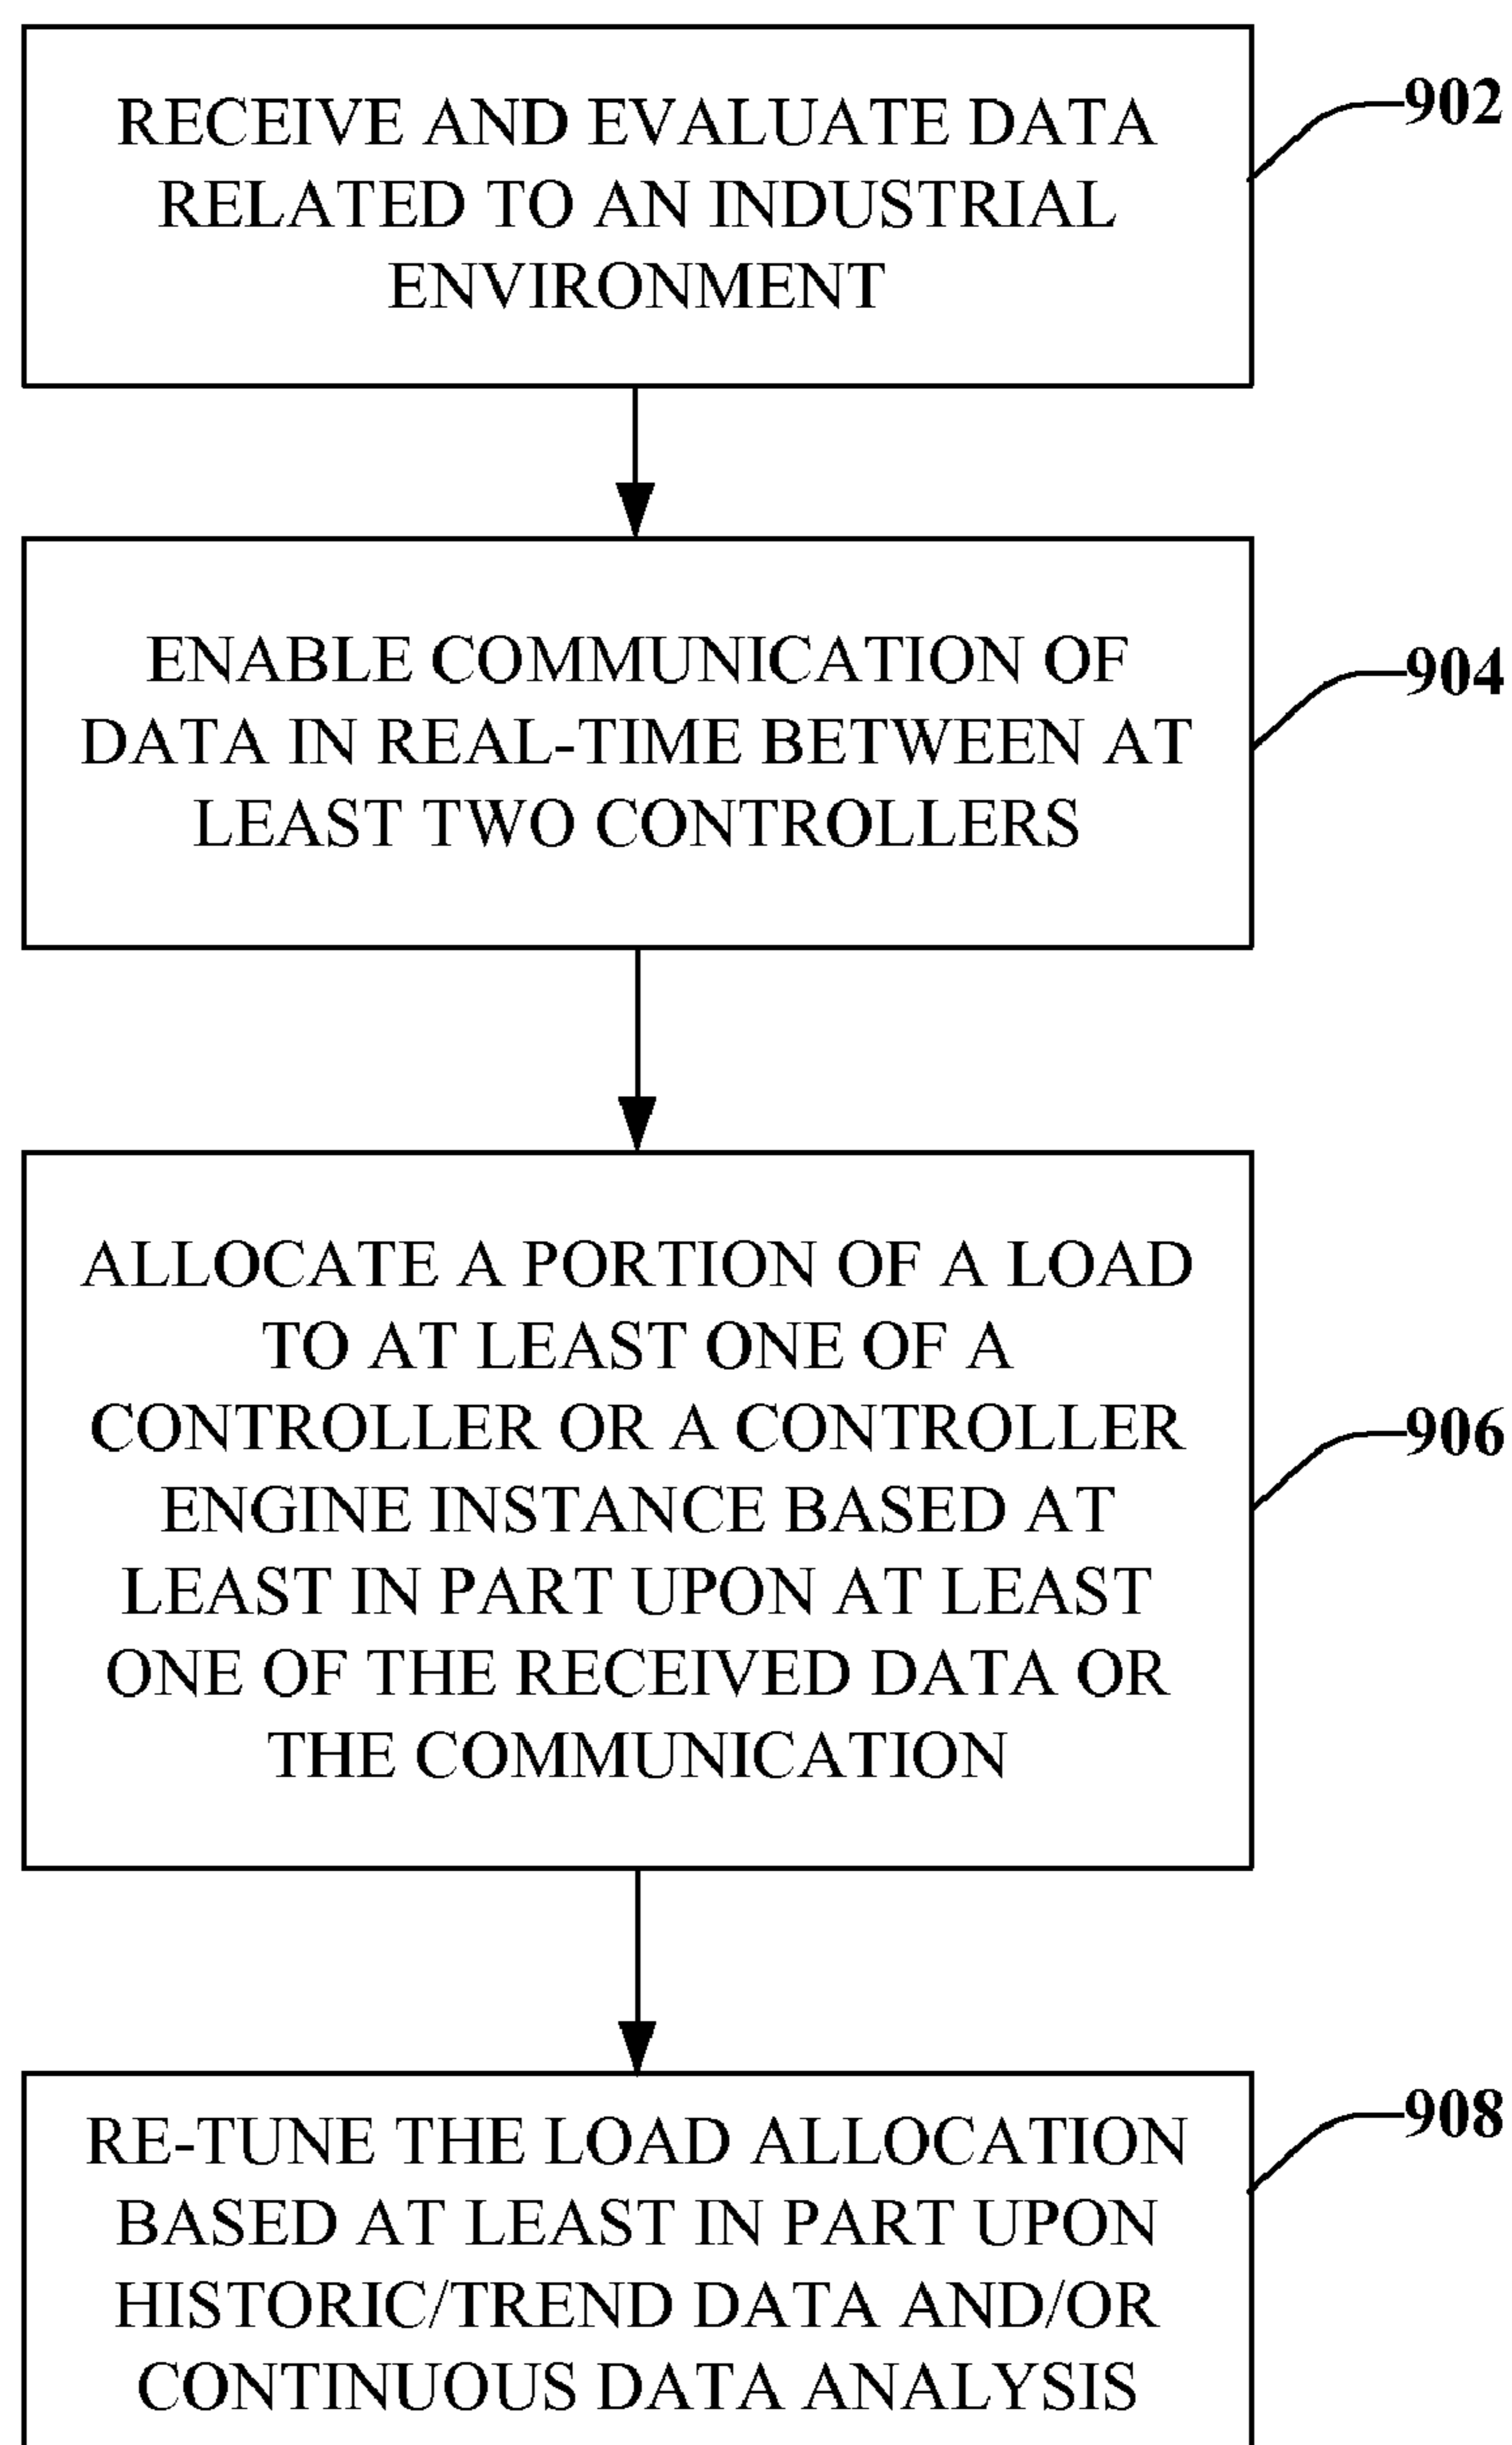 RECEIVE AND EVALUATE DATA
RELATED TO AN INDUSTRIAL
ENVIRONMENT
902
ENABLE COMMUNICATION OF
DATA IN REAL-TIME BETWEEN AT
LEAST TWO CONTROLLERS
904
ALLOCATE A PORTION OF A LOAD
TO AT LEAST ONE OF A
CONTROLLER OR A CONTROLLER
ENGINE INSTANCE BASED AT
LEAST IN PART UPON AT LEAST
ONE OF THE RECEIVED DATA OR
THE COMMUNICATION
906
RE-TUNE THE LOAD ALLOCATION
BASED AT LEAST IN PART UPON
HISTORIC/TREND DATA AND/OR
CONTINUOUS DATA ANALYSIS
908